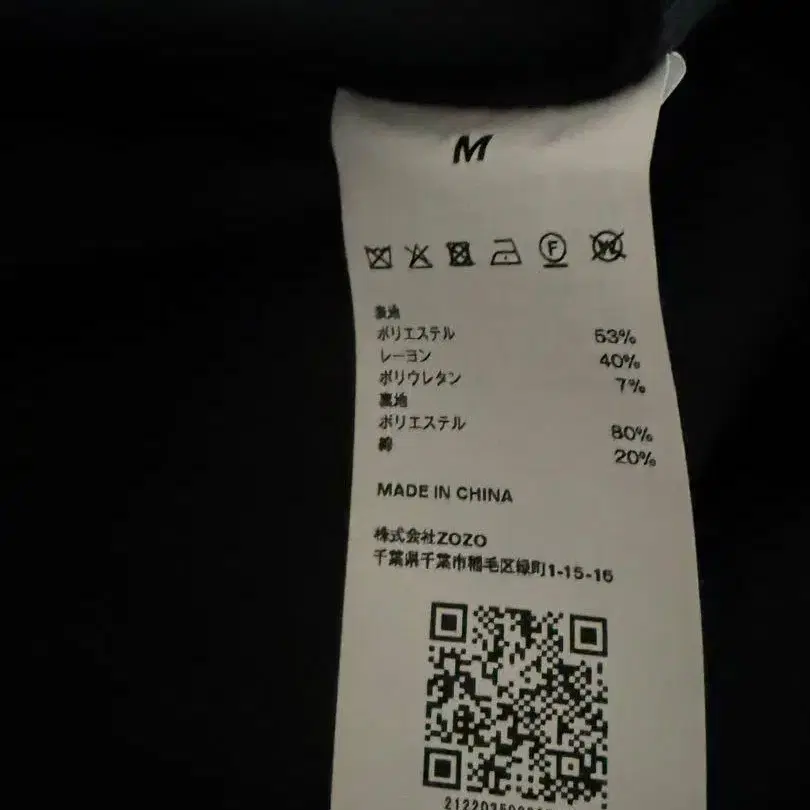 M
F
W
表地
ポリエステル 53%
レーヨン 40%
ポリウレタン 7%
裏地
ポリエステル 80%
綿 20%
MADE IN CHINA
株式会社ZOZO
千葉県千葉市稲毛区緑町1-15-16